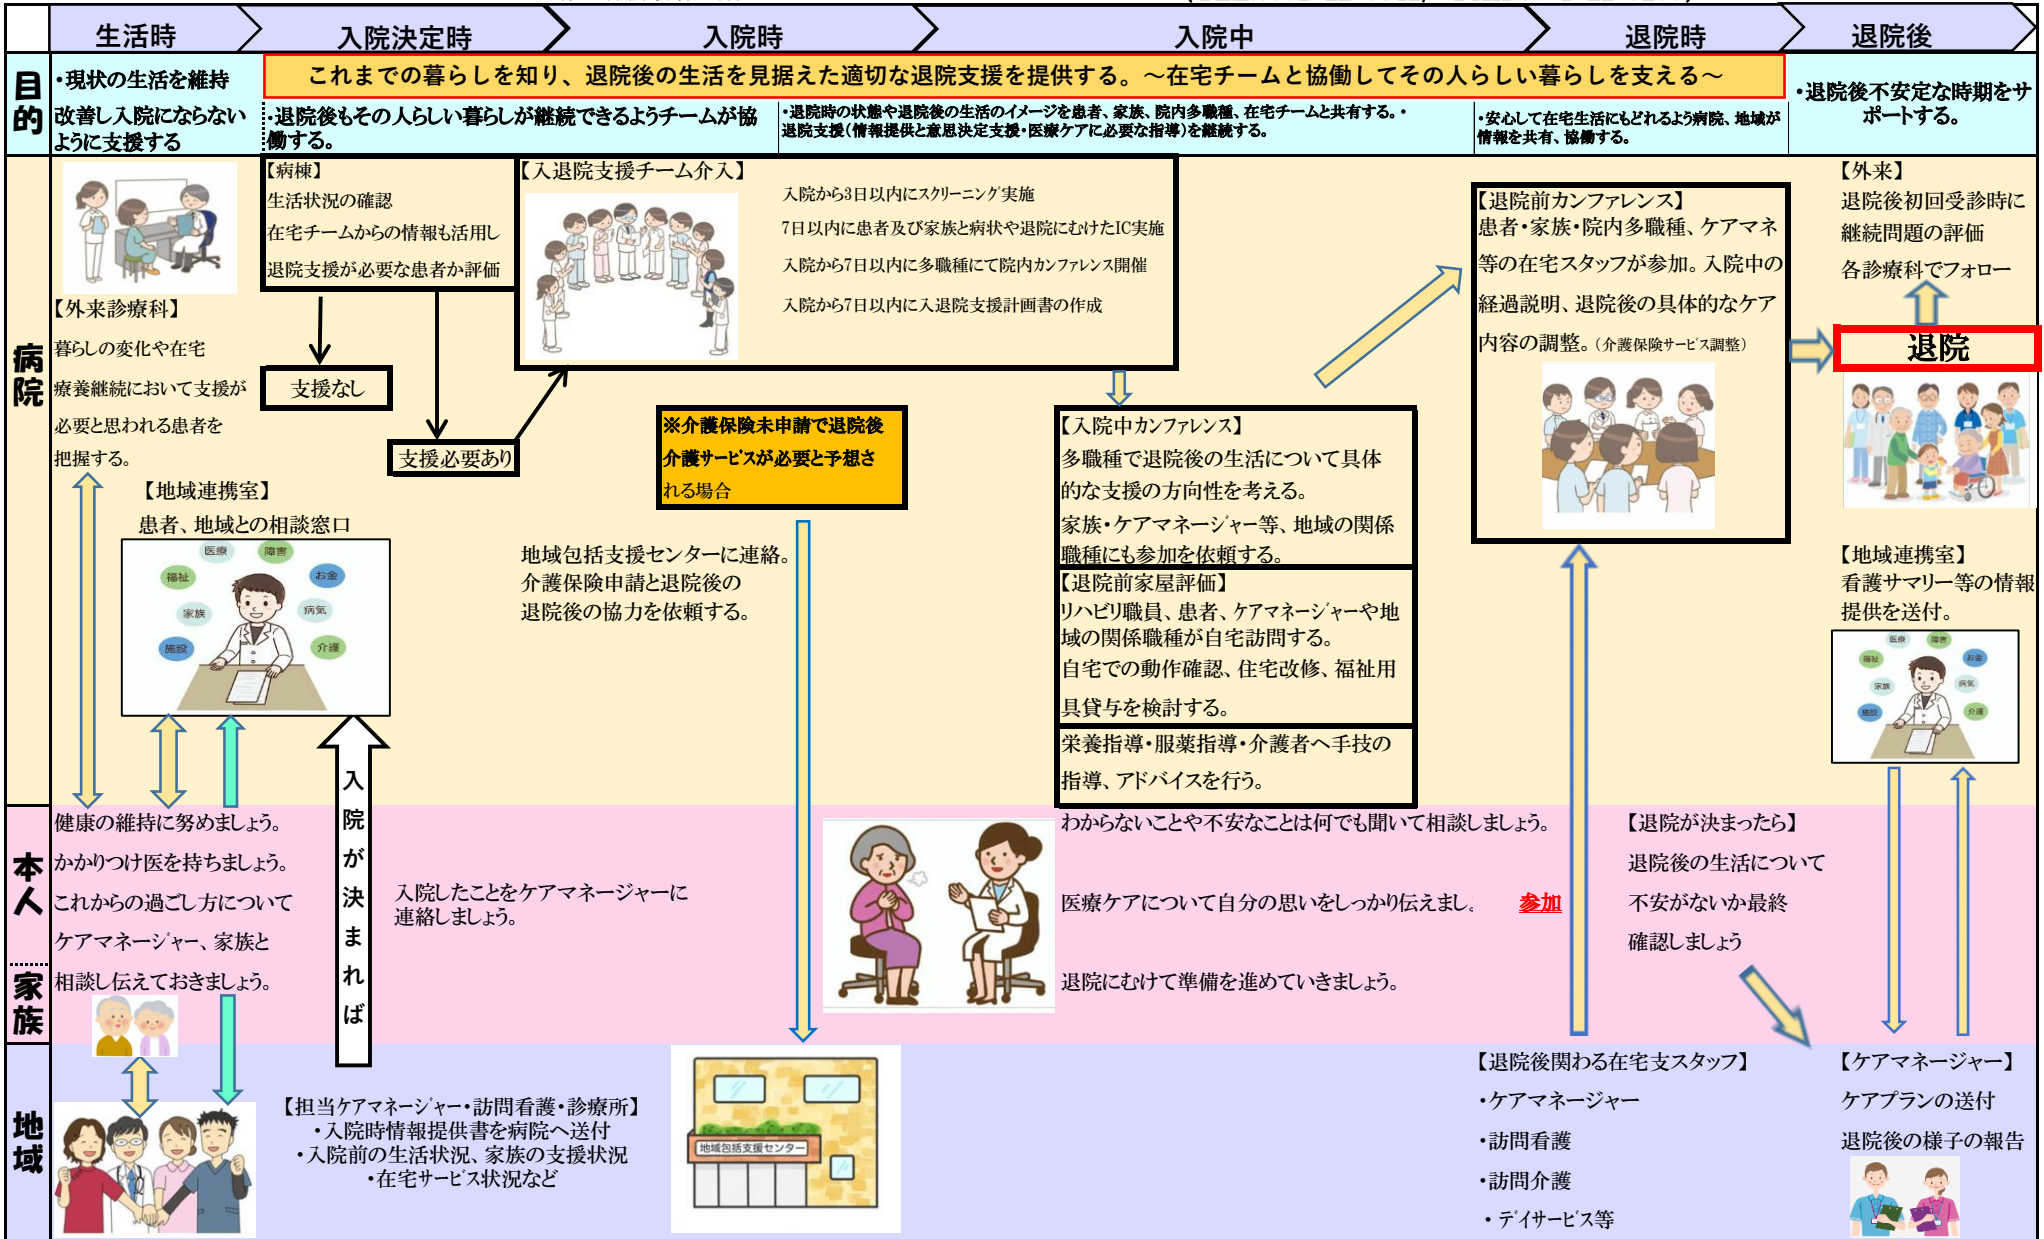 生活時
入院決定時
入院時
入院中
退院時
退院後
目的
・現状の生活を維持
改善し入院にならない
ように支援する
これまでの暮らしを知り、退院後の生活を見据えた適切な退院支援を提供する。～在宅チームと協働してその人らしい暮らしを支える～
・退院後もその人らしい暮らしが継続できるようチームが協
働する。
・退院時の状態や退院後の生活のイメージを患者、家族、院内多職種、在宅チームと共有する。・
退院支援（情報提供と意思決定支援・医療ケアに必要な指導）を継続する。
・安心して在宅生活にもどれるよう病院、地域が
情報を共有、協働する。
・退院後不安定な時期をサ
ポートする。
病院
【外来診療科】
暮らしの変化や在宅
療養継続において支援が
必要と思われる患者を
把握する。
【地域連携室】
患者、地域との相談窓口
医療
障害
福祉
お金
家族
病気
施設
介護
【病棟】
生活状況の確認
在宅チームからの情報も活用し
退院支援が必要な患者か評価
支援なし
支援必要あり
【入退院支援チーム介入】
入院から3日以内にスクリーニング実施
7日以内に患者及び家族と病状や退院にむけたIC実施
入院から7日以内に多職種にて院内カンファレンス開催
入院から7日以内に入退院支援計画書の作成
※介護保険未申請で退院後
介護サービスが必要と予想さ
れる場合
地域包括支援センターに連絡。
介護保険申請と退院後の
退院後の協力を依頼する。
【入院中カンファレンス】
多職種で退院後の生活について具体
的な支援の方向性を考える。
家族・ケアマネージャー等、地域の関係
職種にも参加を依頼する。
【退院前家屋評価】
リハビリ職員、患者、ケアマネージャーや地
域の関係職種が自宅訪問する。
自宅での動作確認、住宅改修、福祉用
具貸与を検討する。
栄養指導・服薬指導・介護者へ手技の
指導、アドバイスを行う。
【退院前カンファレンス】
患者・家族・院内多職種、ケアマネ
等の在宅スタッフが参加。入院中の
経過説明、退院後の具体的なケア
内容の調整。（介護保険サービス調整）
【外来】
退院後初回受診時に
継続問題の評価
各診療科でフォロー
退院
【地域連携室】
看護サマリー等の情報
提供を送付。
医療
障害
福祉
お金
家族
病気
施設
介護
本人
家族
健康の維持に努めましょう。
かかりつけ医を持ちましょう。
これからの過ごし方について
ケアマネージャー、家族と
相談し伝えておきましょう。
入院が決まれば
入院したことをケアマネージャーに
連絡しましょう。
わからないことや不安なことは何でも聞いて相談しましょう。
医療ケアについて自分の思いをしっかり伝えまし
参加
退院にむけて準備を進めていきましょう。
【退院が決まったら】
退院後の生活について
不安がないか最終
確認しましょう
地域
【担当ケアマネージャー・訪問看護・診療所】
・入院時情報提供書を病院へ送付
・入院前の生活状況、家族の支援状況
・在宅サービス状況など
地域包括支援センター
【退院後関わる在宅支スタッフ】
・ケアマネージャー
・訪問看護
・訪問介護
・デイサービス等
【ケアマネージャー】
ケアプランの送付
退院後の様子の報告